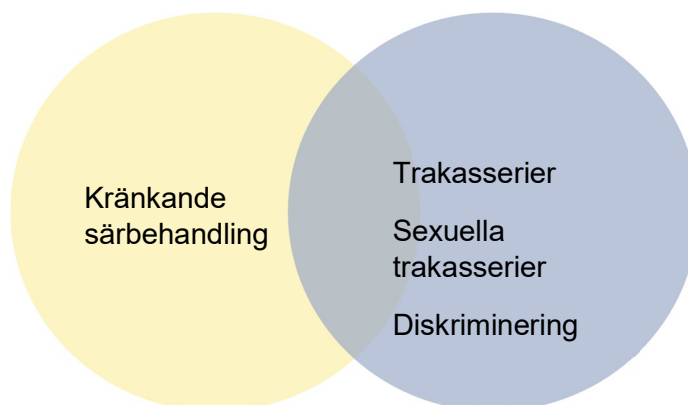 Kränkande
särbehandling
Trakasserier
Sexuella
trakasserier
Diskriminering